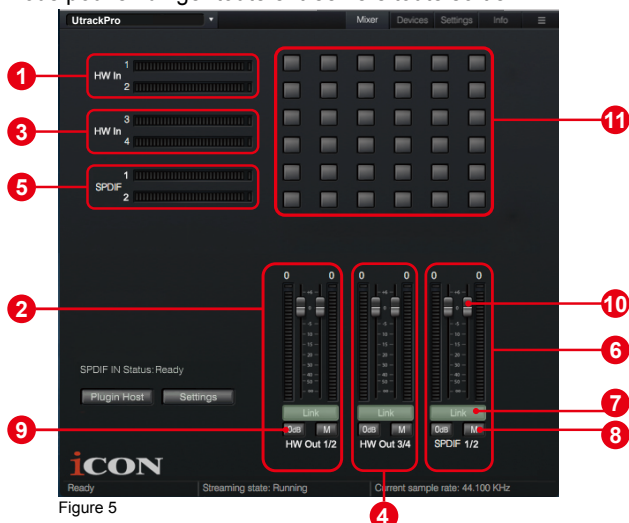 UtrackPro Mixer Devices Settings Info
1
HW In
2
3
HW In
4
1
SPDIF
2
1
3
5
11
0 0 0 0 0 0
2
10
6
7
8
9
4
SPDIF IN Status: Ready
Plugin Host Settings
Link Link Link
0dB M 0dB M 0dB M
HW Out 1/2 HW Out 3/4 SPDIF 1/2
iCON
Ready Streaming state: Running Current sample rate: 44.100 KHz
Figure 5